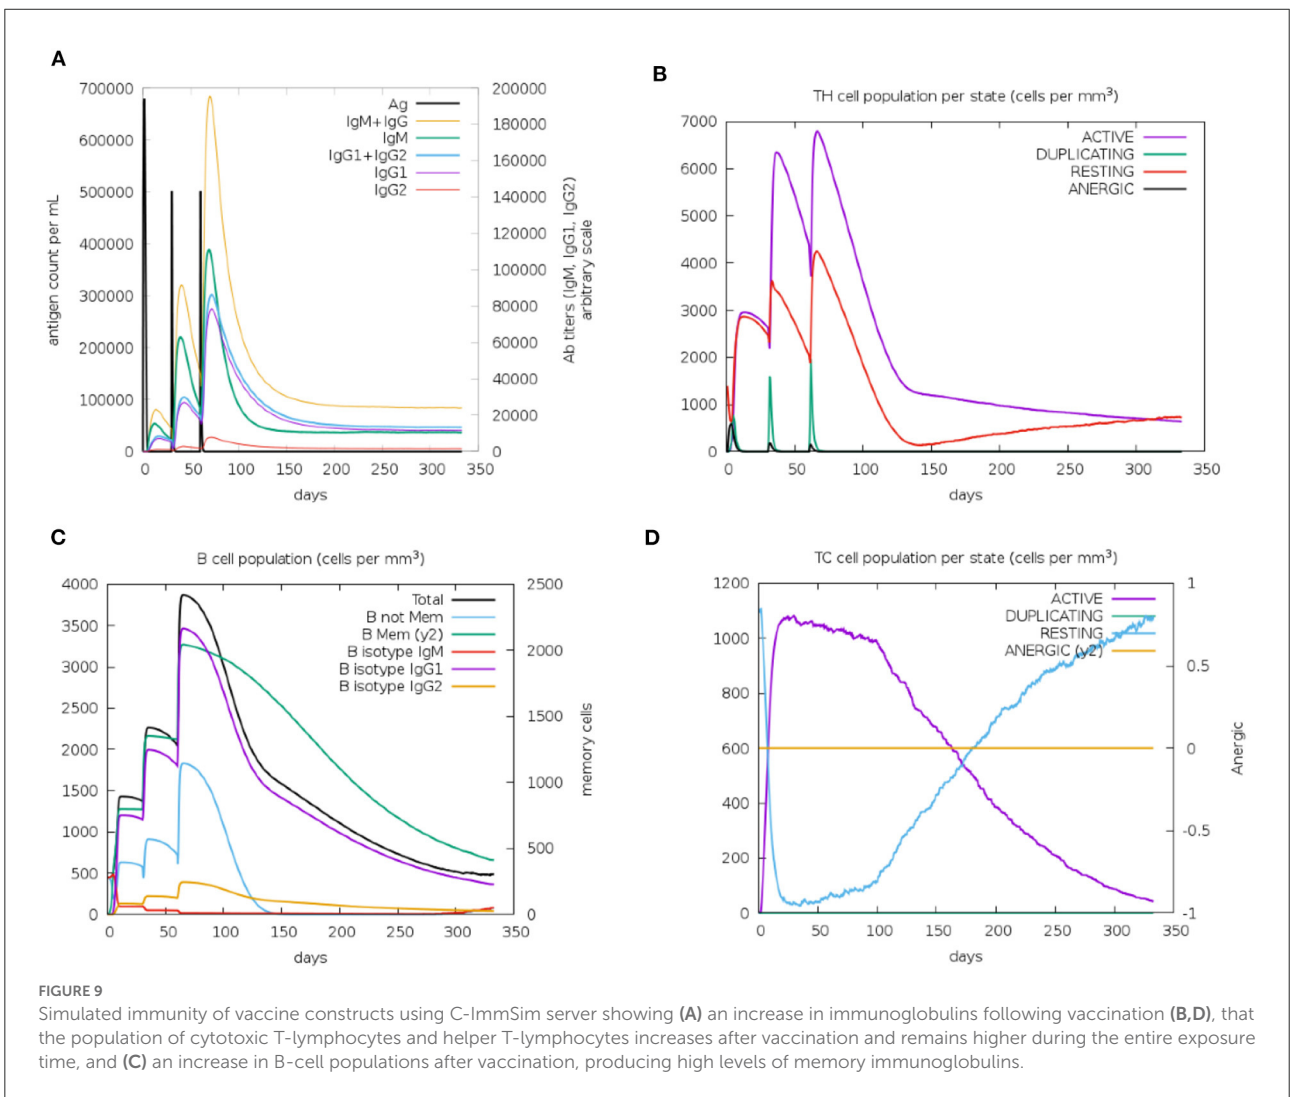 A
700000
600000
500000
400000
300000
200000
100000
0
antigen count per mL
Ag
IgM+IgG
IgM
IgG1+IgG2
IgG1
IgG2
200000
180000
160000
140000
120000
100000
80000
60000
40000
20000
0
Ab titers (IgM, IgG1, IgG2)
arbitrary scale
0 50 100 150 200 250 300 350
days
B
TH cell population per state (cells per mm³)
7000
6000
5000
4000
3000
2000
1000
0
ACTIVE
DUPLICATING
RESTING
ANERGIC
0 50 100 150 200 250 300 350
days
C
B cell population (cells per mm³)
4000
3500
3000
2500
2000
1500
1000
500
0
Total
B not Mem
B Mem (y2)
B isotype IgM
B isotype IgG1
B isotype IgG2
2500
2000
1500
1000
500
0
memory cells
0 50 100 150 200 250 300 350
days
D
TC cell population per state (cells per mm³)
1200
1000
800
600
400
200
0
ACTIVE
DUPLICATING
RESTING
ANERGIC (y2)
1
0.5
0
-0.5
-1
Anergic
0 50 100 150 200 250 300 350
days
FIGURE 9
Simulated immunity of vaccine constructs using C-ImmSim server showing (A) an increase in immunoglobulins following vaccination (B,D), that
the population of cytotoxic T-lymphocytes and helper T-lymphocytes increases after vaccination and remains higher during the entire exposure
time, and (C) an increase in B-cell populations after vaccination, producing high levels of memory immunoglobulins.